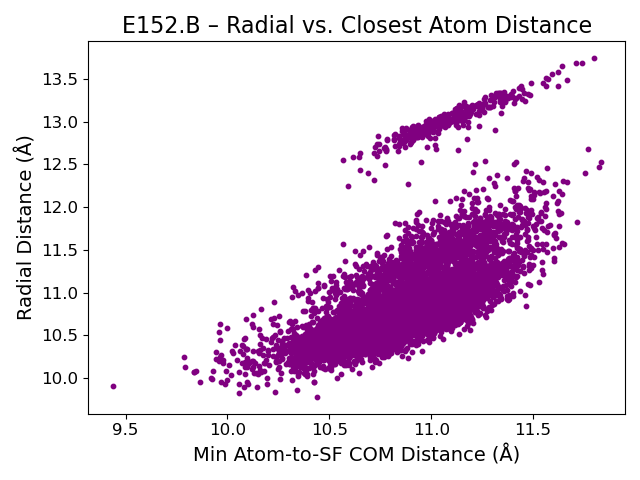 E152.B – Radial vs. Closest Atom Distance
Radial Distance (Å)
13.5
13.0
12.5
12.0
11.5
11.0
10.5
10.0
9.5 10.0 10.5 11.0 11.5
Min Atom-to-SF COM Distance (Å)